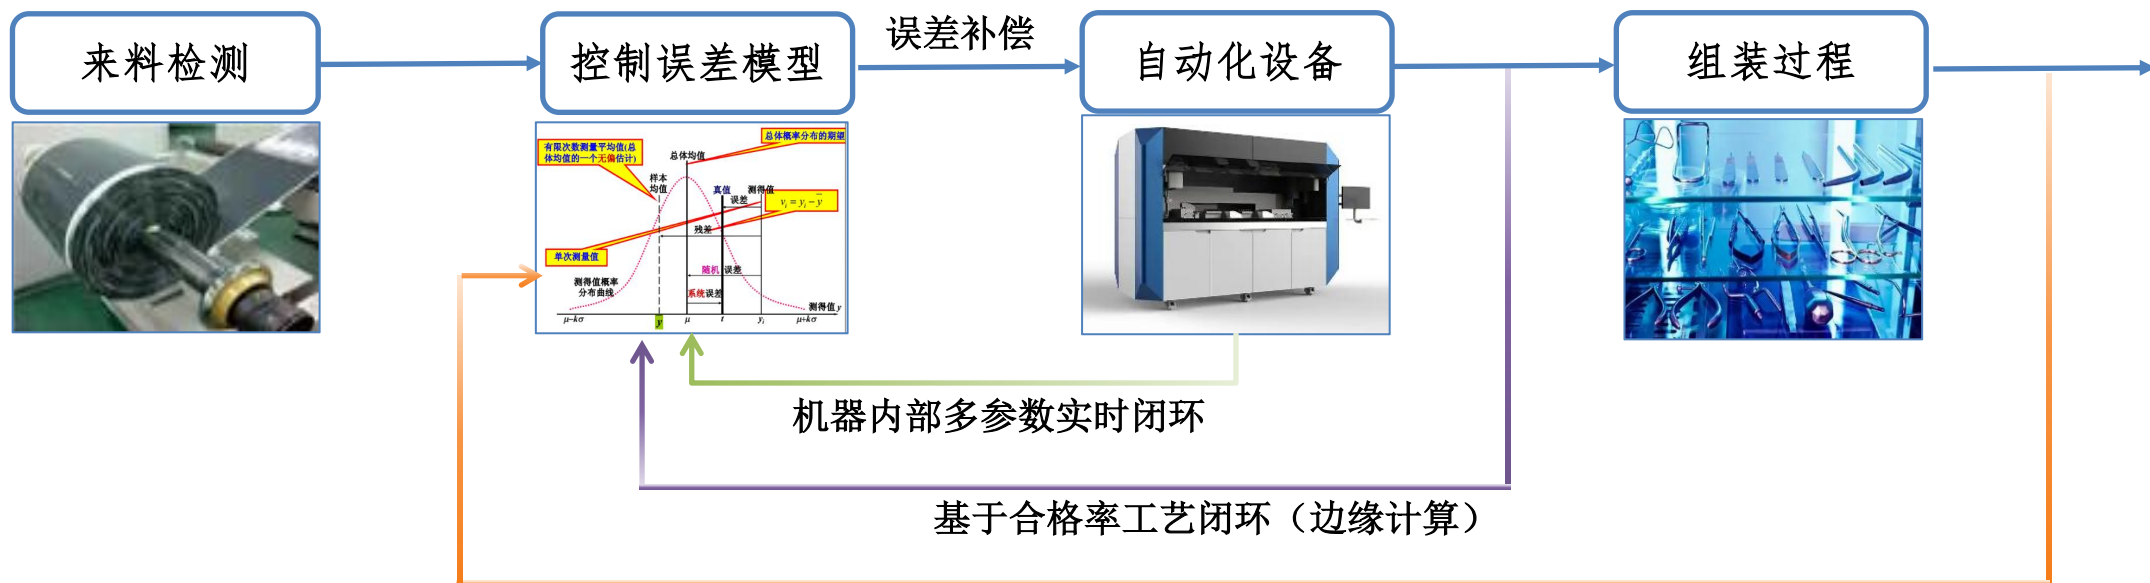 来料检测
控制误差模型
误差补偿
自动化设备
组装过程
有限次数测量平均值(总
体均值的一个无偏估计)
总体概率分布的期望
总体均值
样本
均值
真值
测得值
误差
vᵢ = yᵢ − ȳ
残差
单次测量值
随机 误差
测得值概率
分布曲线
系统误差
测得值 y
μ−kσ
y
μ
t
yᵢ
μ+kσ
机器内部多参数实时闭环
基于合格率工艺闭环（边缘计算）